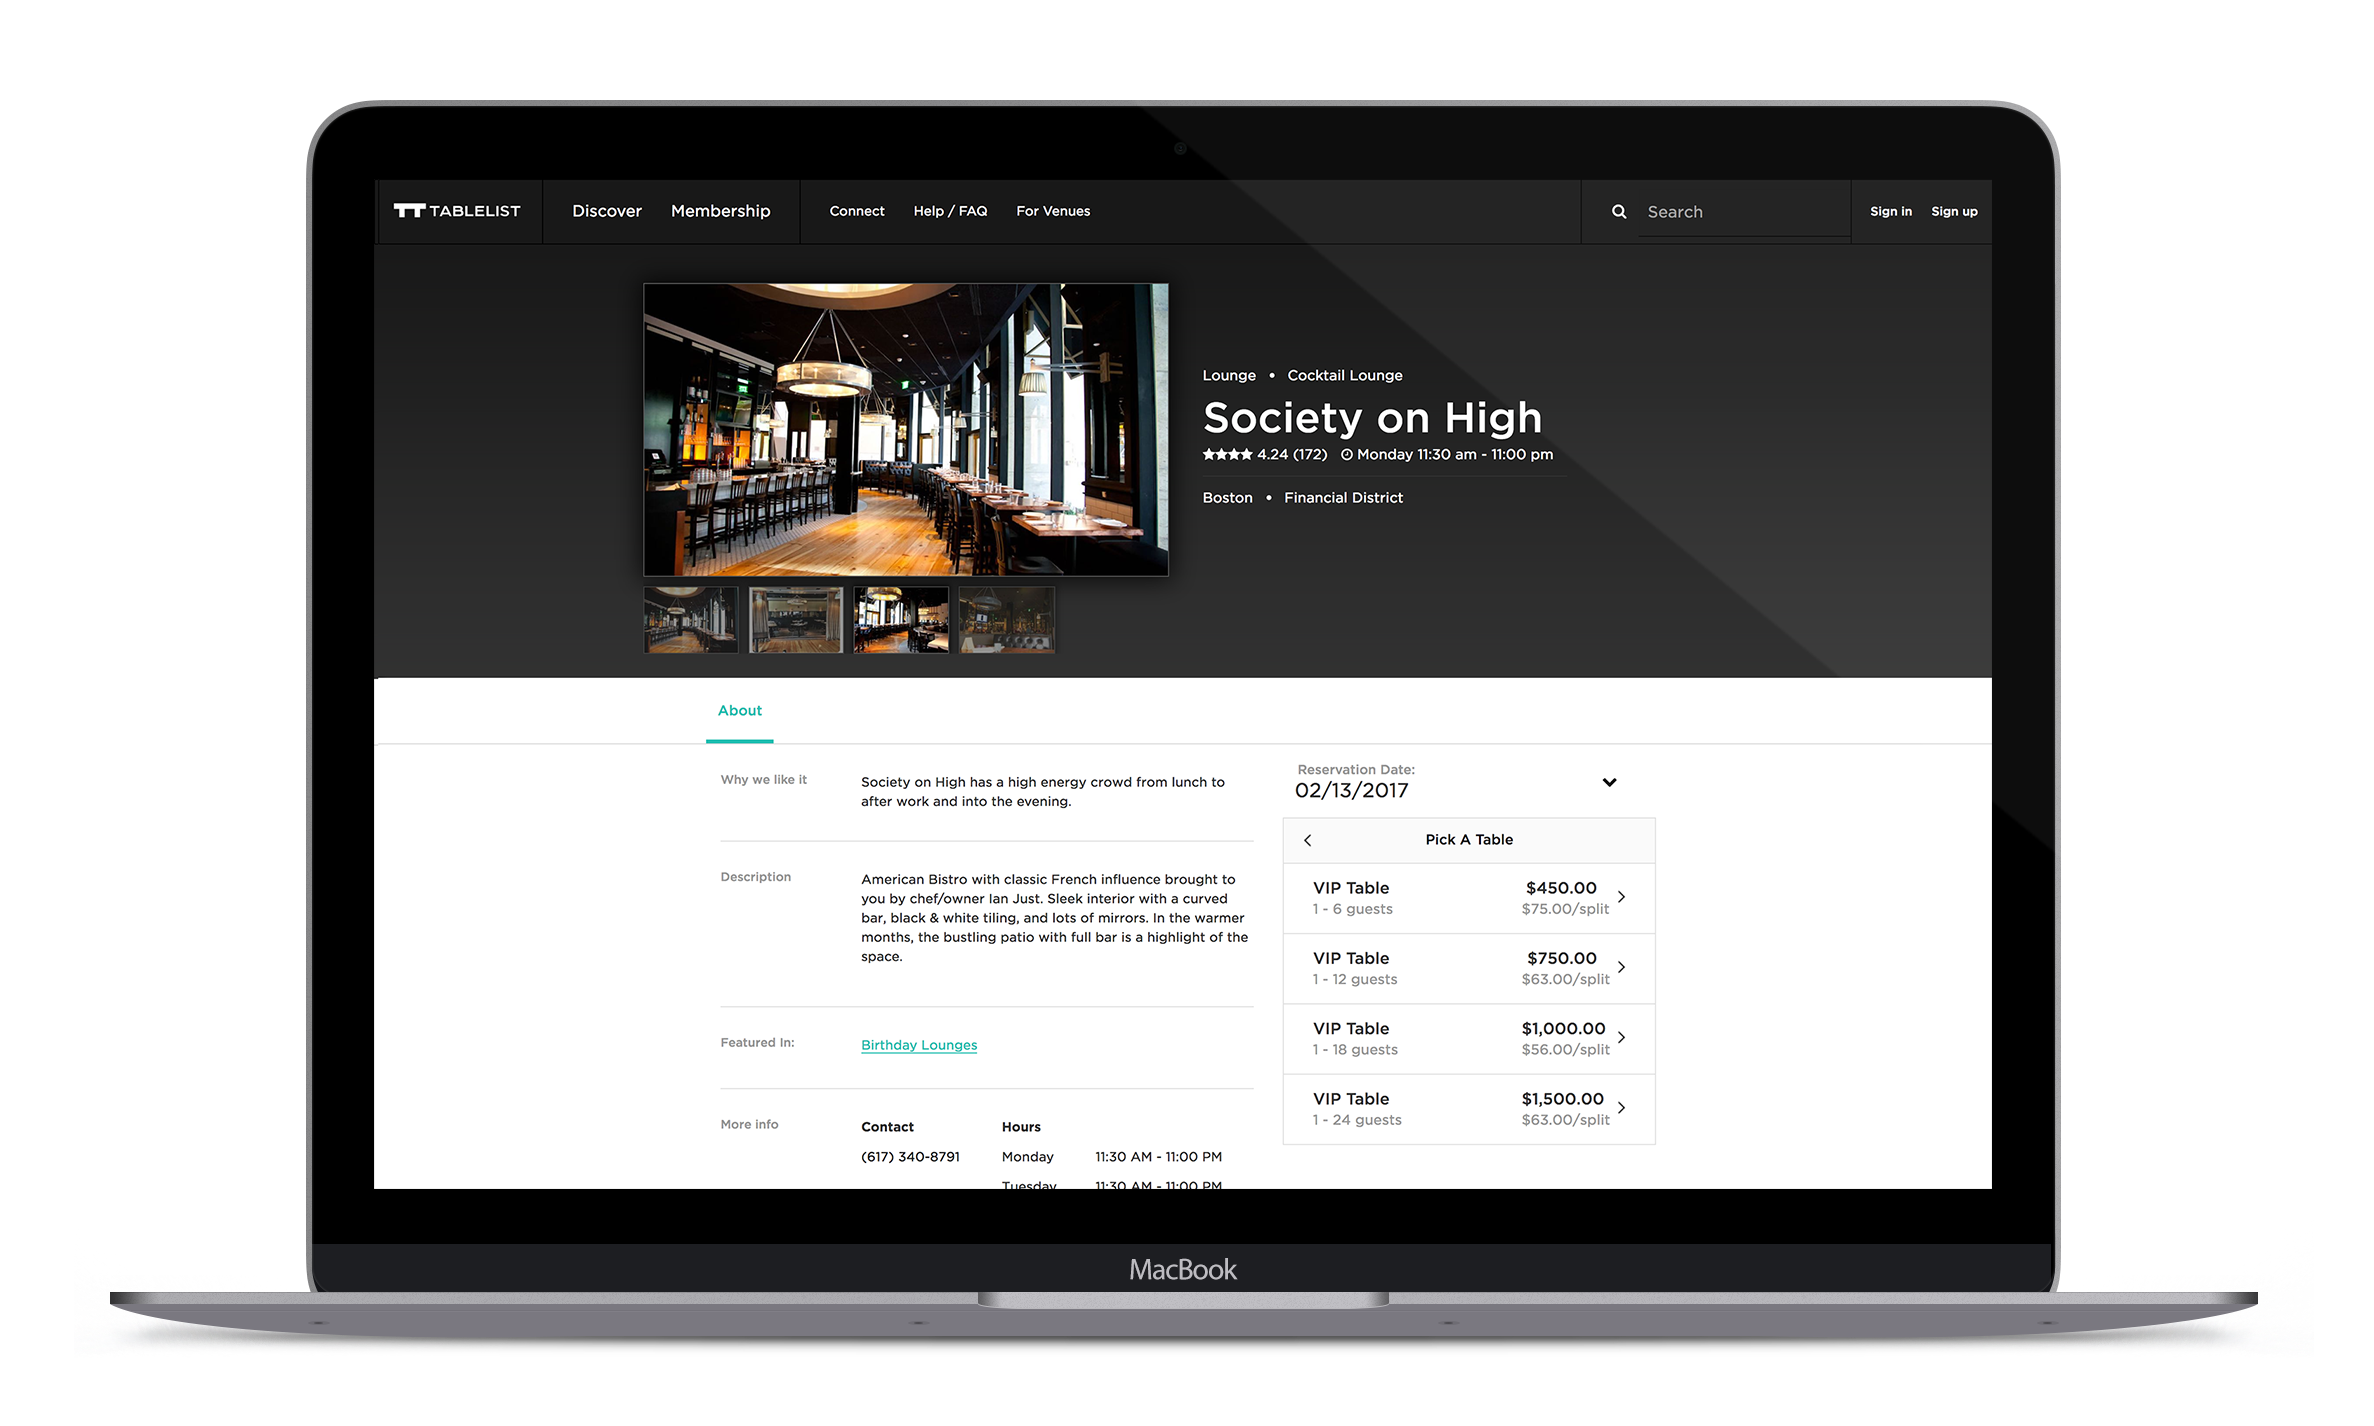 TABLELIST
Discover
Membership
Connect
Help / FAQ
For Venues
Search
Sign in
Sign up
Lounge • Cocktail Lounge
Society on High
★★★★ 4.24 (172) Monday 11:30 am - 11:00 pm
Boston • Financial District
About
Why we like it
Society on High has a high energy crowd from lunch to
after work and into the evening.
Description
American Bistro with classic French influence brought to
you by chef/owner Ian Just. Sleek interior with a curved
bar, black & white tiling, and lots of mirrors. In the warmer
months, the bustling patio with full bar is a highlight of the
space.
Featured In:
Birthday Lounges
More info
Contact
(617) 340-8791
Hours
Monday 11:30 AM - 11:00 PM
Tuesday 11:30 AM - 11:00 PM
Reservation Date:
02/13/2017
Pick A Table
VIP Table $450.00
1 - 6 guests $75.00/split
VIP Table $750.00
1 - 12 guests $63.00/split
VIP Table $1,000.00
1 - 18 guests $56.00/split
VIP Table $1,500.00
1 - 24 guests $63.00/split
MacBook